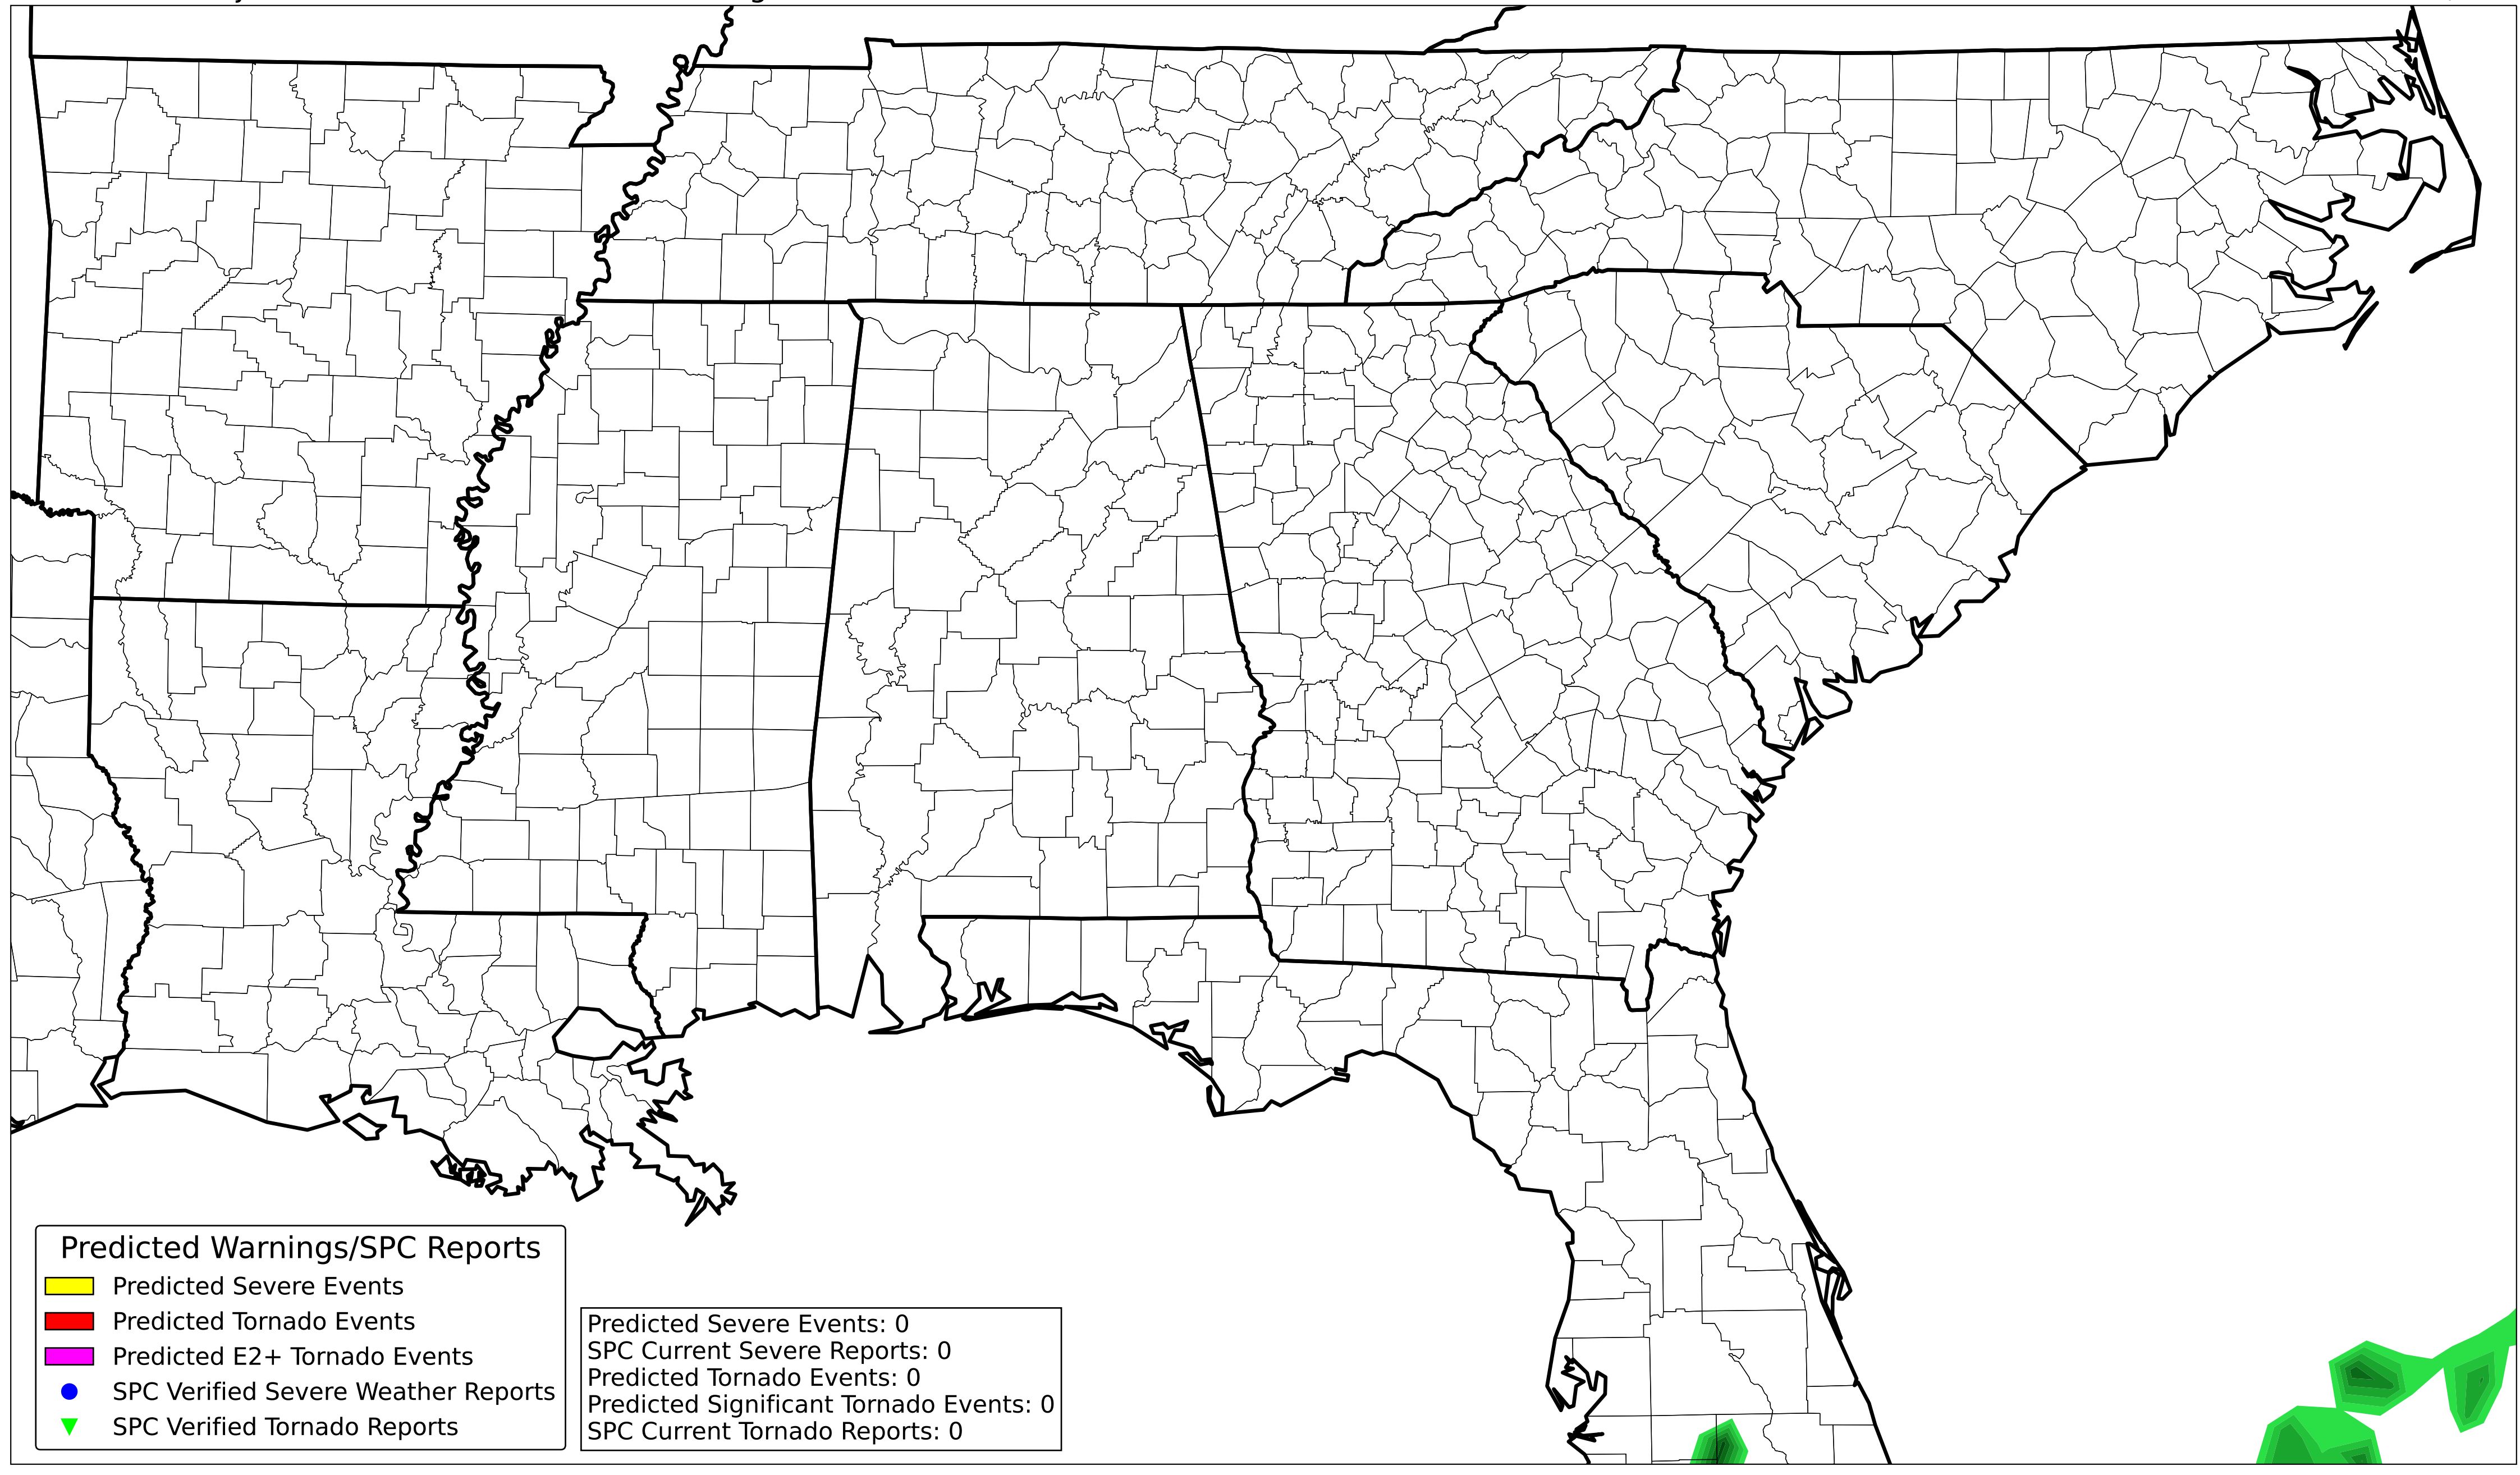 Predicted Warnings/SPC Reports
Predicted Severe Events
Predicted Tornado Events
Predicted E2+ Tornado Events
SPC Verified Severe Weather Reports
SPC Verified Tornado Reports
Predicted Severe Events: 0
SPC Current Severe Reports: 0
Predicted Tornado Events: 0
Predicted Significant Tornado Events: 0
SPC Current Tornado Reports: 0